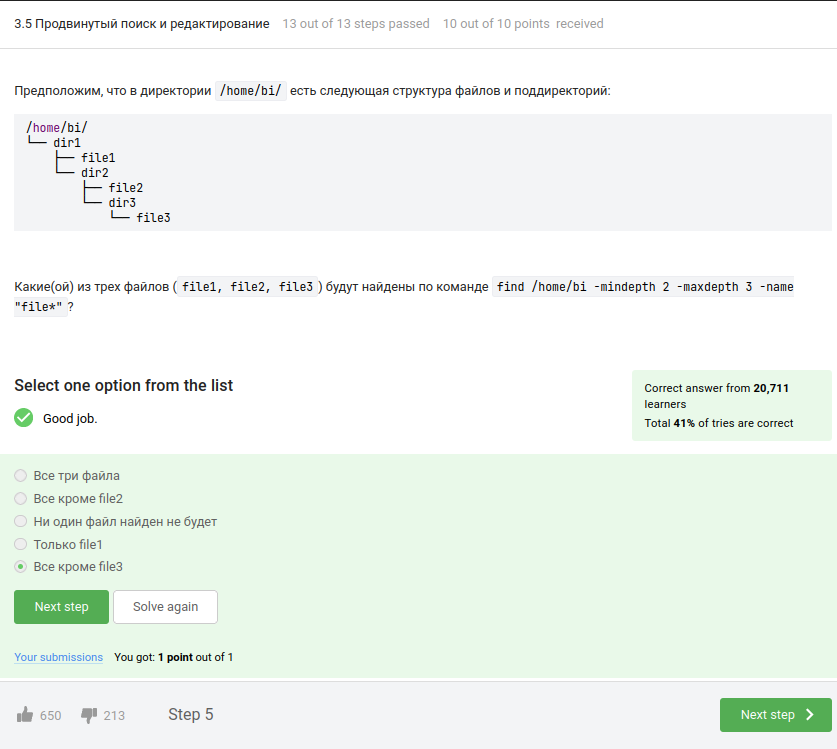 3.5 Продвинутый поиск и редактирование 13 out of 13 steps passed 10 out of 10 points received
Предположим, что в директории /home/bi/ есть следующая структура файлов и поддиректорий:
/home/bi/
└── dir1
    ├── file1
    └── dir2
        ├── file2
        └── dir3
            └── file3
Какие(ой) из трех файлов ( file1, file2, file3 ) будут найдены по команде find /home/bi -mindepth 2 -maxdepth 3 -name
"file*" ?
Select one option from the list
Good job.
Correct answer from 20,711
learners
Total 41% of tries are correct
Все три файла
Все кроме file2
Ни один файл найден не будет
Только file1
Все кроме file3
Next step Solve again
Your submissions You got: 1 point out of 1
650 213 Step 5 Next step